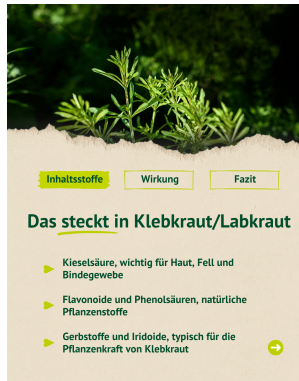 Inhaltsstoffe
Wirkung
Fazit
Das steckt in Klebkraut/Labkraut
Kieselsäure, wichtig für Haut, Fell und
Bindegewebe
Flavonoide und Phenolsäuren, natürliche
Pflanzenstoffe
Gerbstoffe und Iridoide, typisch für die
Pflanzenkraft von Klebkraut